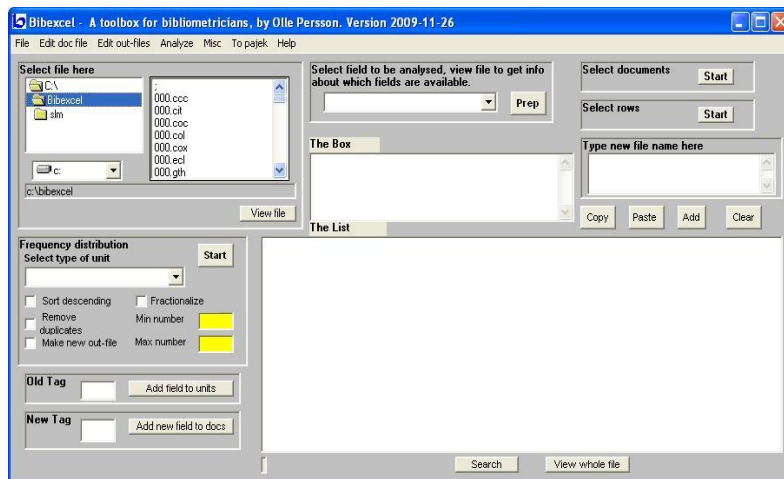 Bibexcel - A toolbox for bibliometricians, by Olle Persson. Version 2009-11-26
File Edit doc file Edit out-files Analyze Misc To pajek Help
Select file here
C:\
Bibexcel
slm
;
000.ccc
000.cit
000.coc
000.col
000.cox
000.ecl
000.gth
c:
c:\bibexcel
View file
Select field to be analysed, view file to get info
about which fields are available.
Prep
Select documents
Start
Select rows
Start
The Box
Type new file name here
Copy Paste Add Clear
The List
Frequency distribution
Select type of unit
Start
Sort descending
Fractionalize
Remove
duplicates
Min number
Make new out-file
Max number
Old Tag
Add field to units
New Tag
Add new field to docs
Search
View whole file